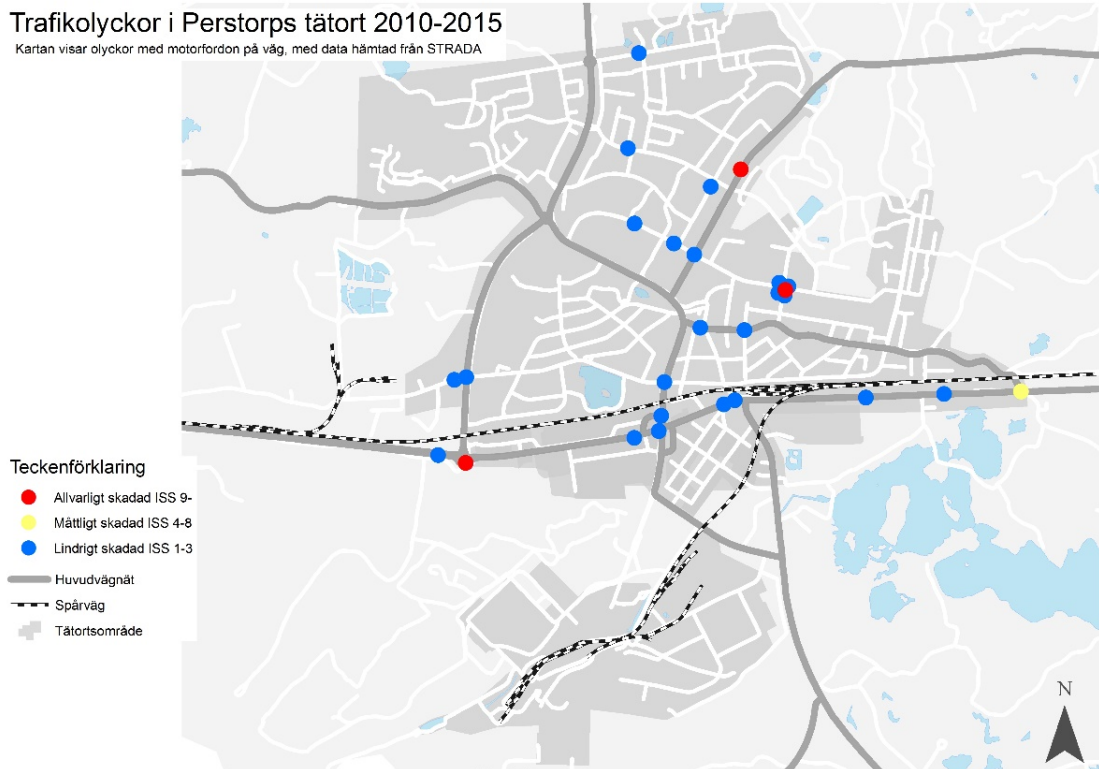 Trafikolyckor i Perstorps tätort 2010-2015
Kartan visar olyckor med motorfordon på väg, med data hämtad från STRADA
Teckenförklaring
Allvarligt skadad ISS 9-
Måttligt skadad ISS 4-8
Lindrigt skadad ISS 1-3
Huvudvägnät
Spårväg
Tätortsområde
N